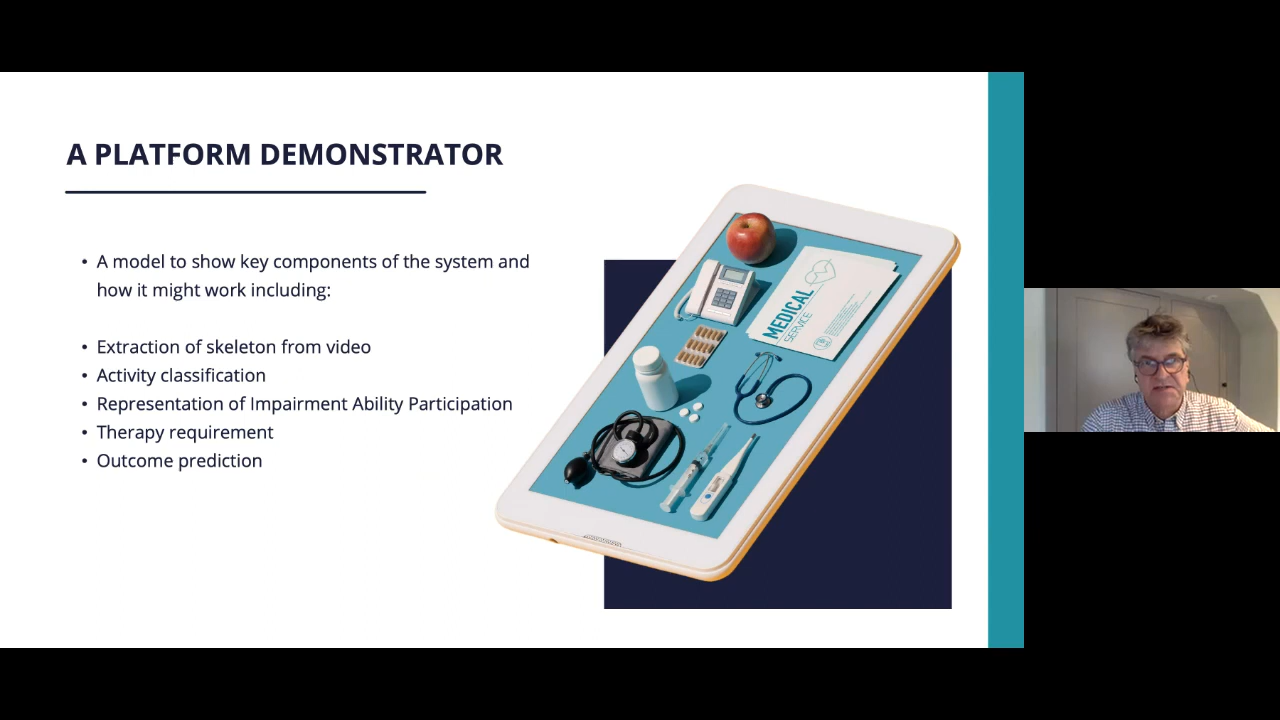 A PLATFORM DEMONSTRATOR
• A model to show key components of the system and
how it might work including:
• Extraction of skeleton from video
• Activity classification
• Representation of Impairment Ability Participation
• Therapy requirement
• Outcome prediction
MEDICAL
SERVICE